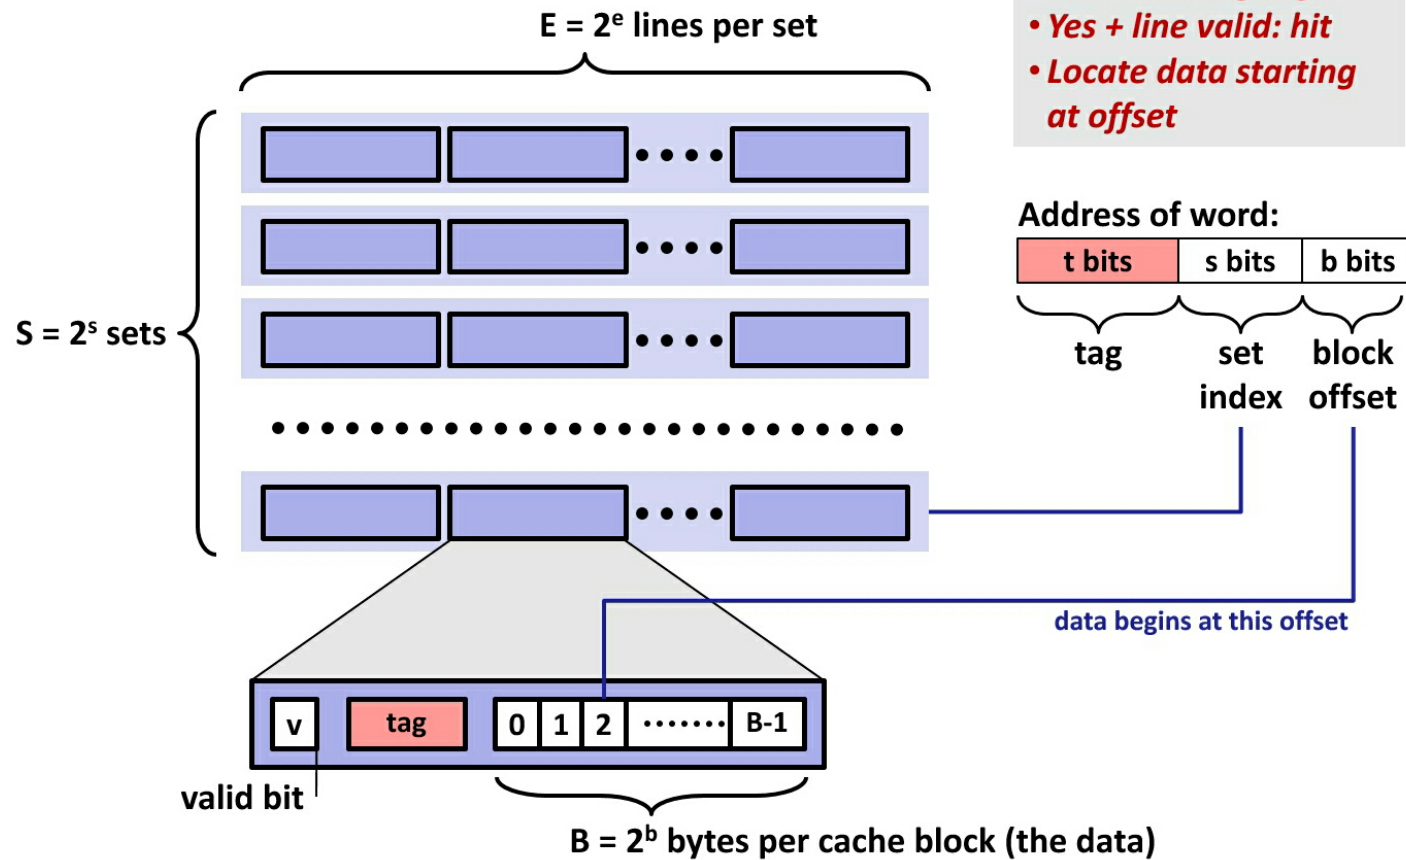 E = 2ᵉ lines per set
• Yes + line valid: hit
• Locate data starting
at offset
Address of word:
t bits s bits b bits
tag set block
index offset
S = 2ˢ sets
data begins at this offset
v tag 0 1 2 ······· B-1
valid bit
B = 2ᵇ bytes per cache block (the data)